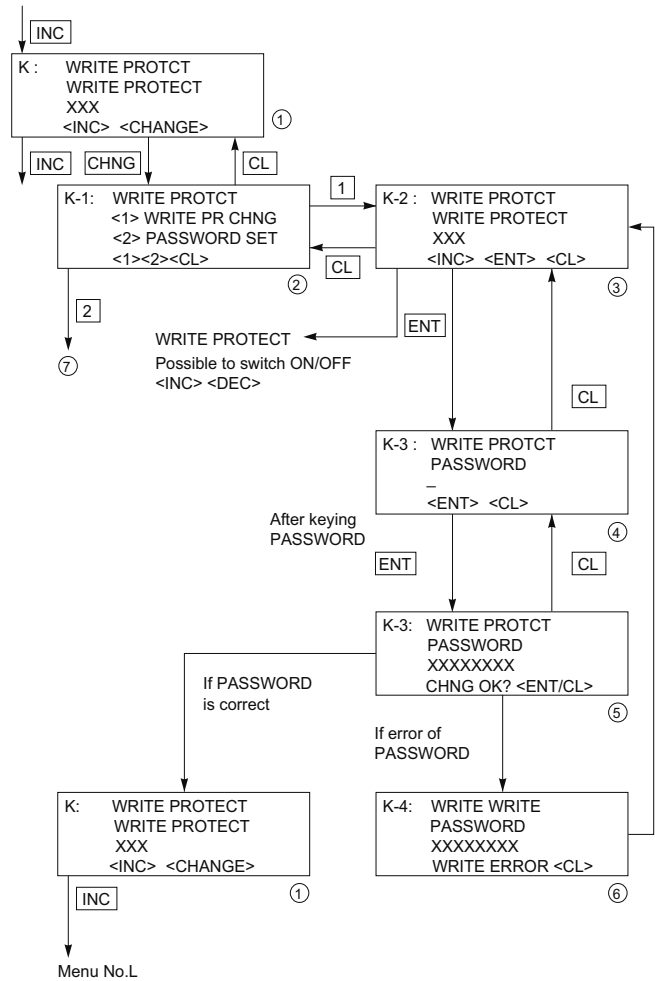 INC
K : WRITE PROTCT
WRITE PROTECT
XXX
<INC> <CHANGE>
①
INC
CHNG
CL
K-1: WRITE PROTCT
<1> WRITE PR CHNG
<2> PASSWORD SET
<1><2><CL>
②
1
CL
K-2 : WRITE PROTCT
WRITE PROTECT
XXX
<INC> <ENT> <CL>
③
2
⑦
WRITE PROTECT
Possible to switch ON/OFF
<INC> <DEC>
ENT
CL
K-3 : WRITE PROTCT
PASSWORD
_
<ENT> <CL>
④
After keying
PASSWORD
ENT
CL
K-3: WRITE PROTCT
PASSWORD
XXXXXXXX
CHNG OK? <ENT/CL>
⑤
If PASSWORD
is correct
If error of
PASSWORD
K: WRITE PROTECT
WRITE PROTECT
XXX
<INC> <CHANGE>
①
K-4: WRITE WRITE
PASSWORD
XXXXXXXX
WRITE ERROR <CL>
⑥
INC
Menu No.L